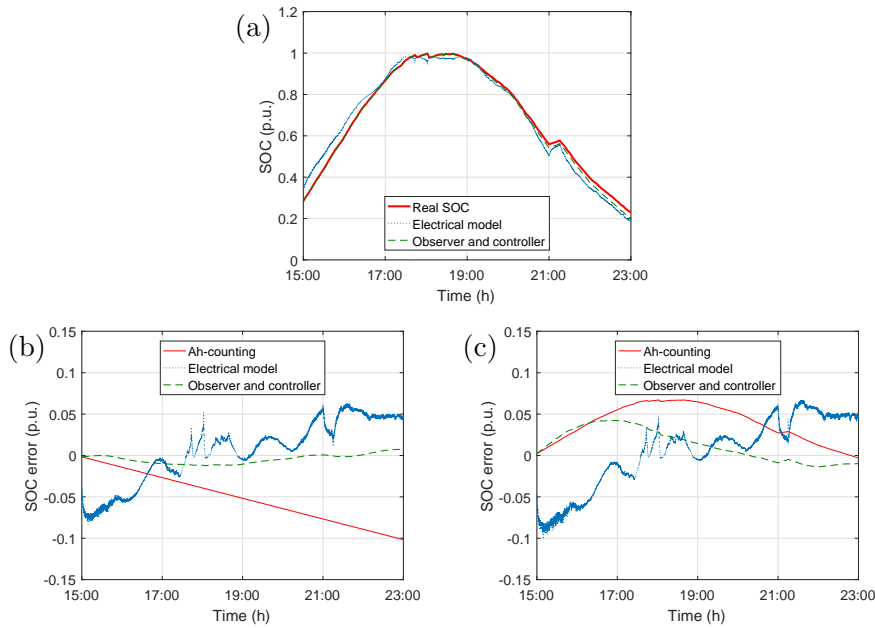 (a)
SOC (p.u.)
1.2
1
0.8
0.6
0.4
0.2
0
Real SOC
Electrical model
Observer and controller
15:00 17:00 19:00 21:00 23:00
Time (h)
(b)
SOC error (p.u.)
0.15
0.1
0.05
0
-0.05
-0.1
-0.15
Ah-counting
Electrical model
Observer and controller
15:00 17:00 19:00 21:00 23:00
Time (h)
(c)
SOC error (p.u.)
0.15
0.1
0.05
0
-0.05
-0.1
-0.15
Ah-counting
Electrical model
Observer and controller
15:00 17:00 19:00 21:00 23:00
Time (h)